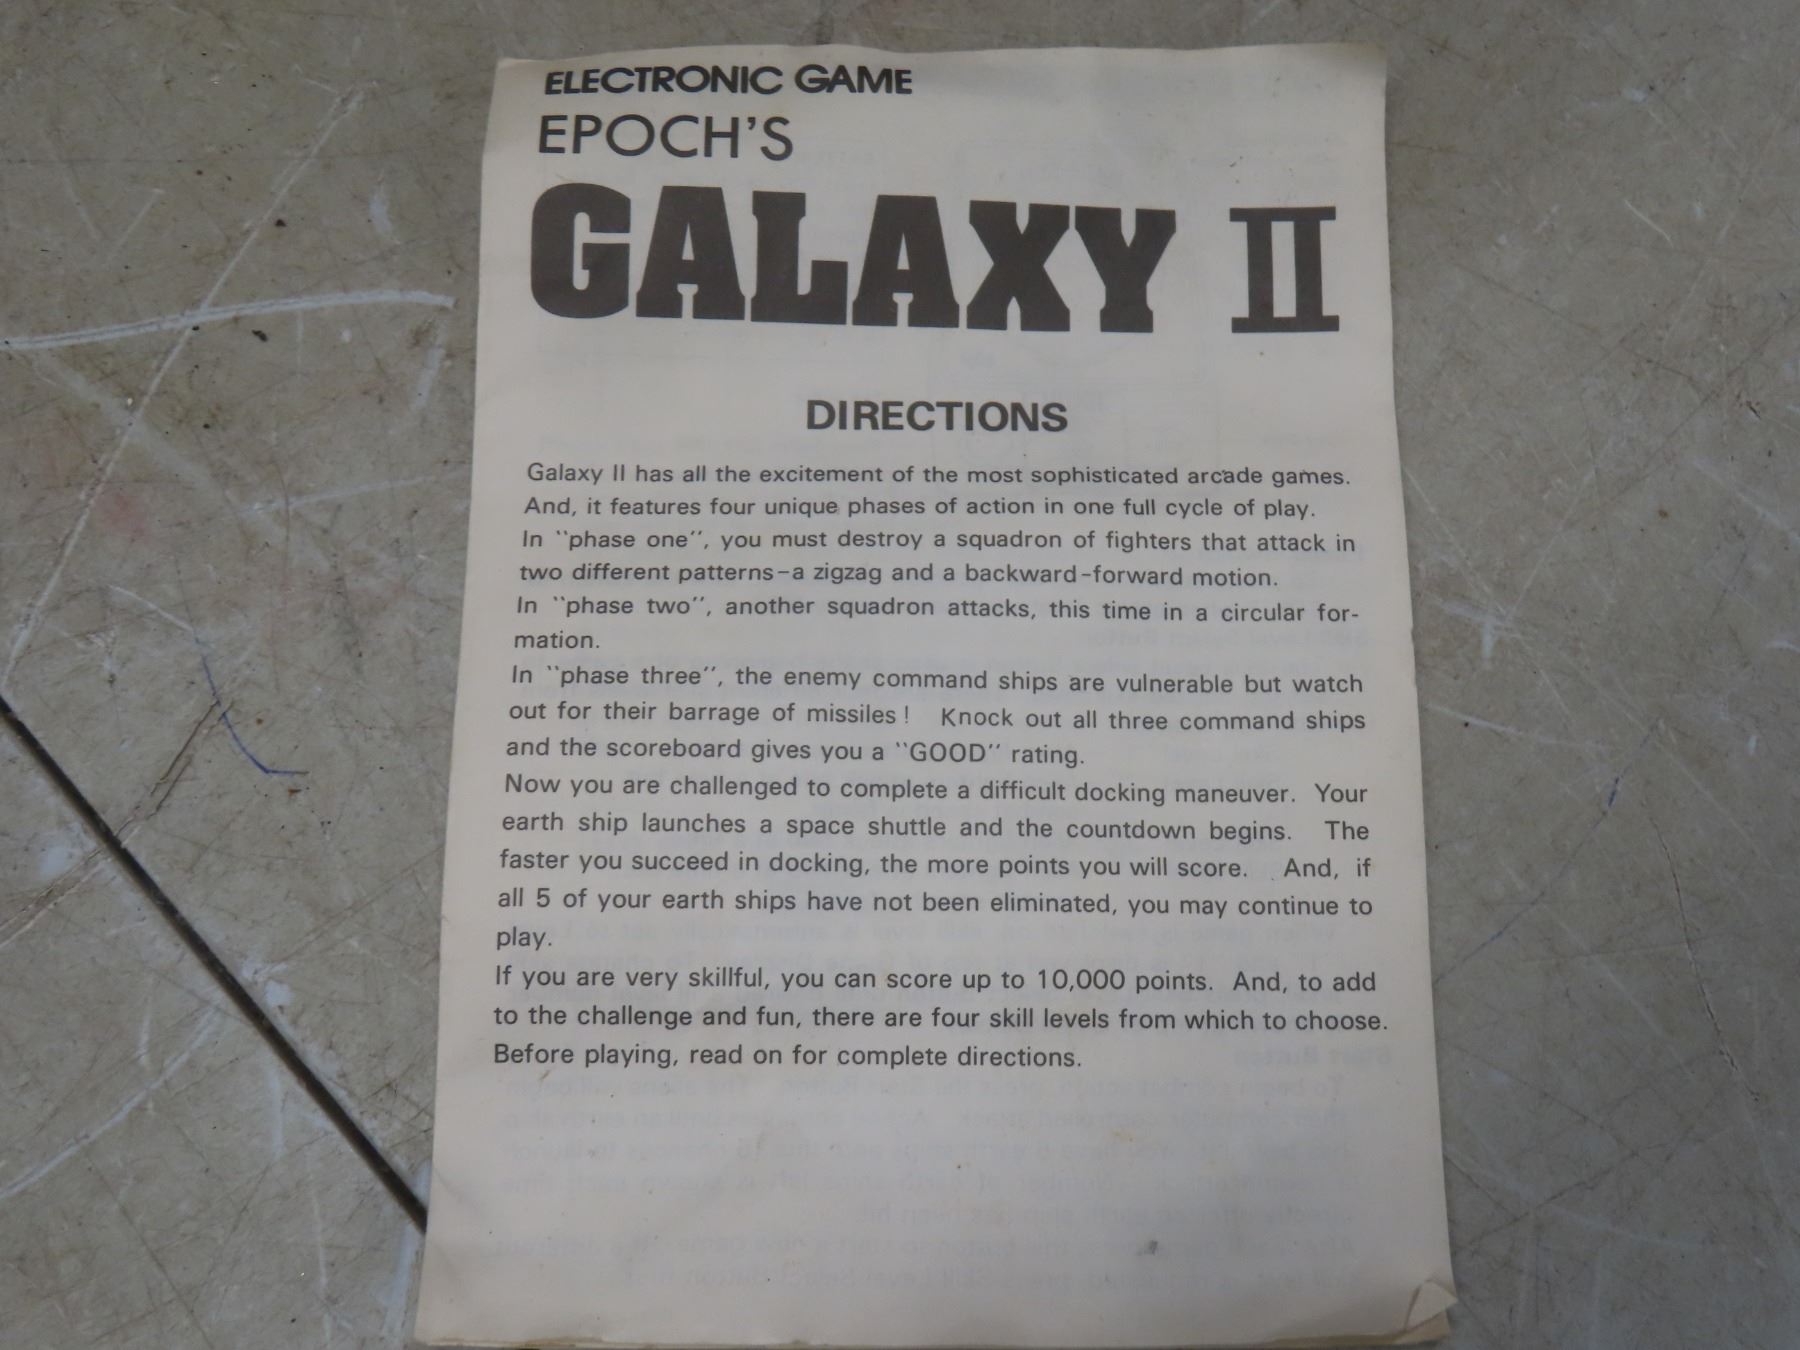 ELECTRONIC GAME
EPOCH'S
GALAXY II
DIRECTIONS
Galaxy II has all the excitement of the most sophisticated arcade games.
And, it features four unique phases of action in one full cycle of play.
In "phase one", you must destroy a squadron of fighters that attack in
two different patterns-a zigzag and a backward-forward motion.
In "phase two", another squadron attacks, this time in a circular for-
mation.
In "phase three", the enemy command ships are vulnerable but watch
out for their barrage of missiles! Knock out all three command ships
and the scoreboard gives you a "GOOD" rating.
Now you are challenged to complete a difficult docking maneuver. Your
earth ship launches a space shuttle and the countdown begins. The
faster you succeed in docking, the more points you will score. And, if
all 5 of your earth ships have not been eliminated, you may continue to
play.
If you are very skillful, you can score up to 10,000 points. And, to add
to the challenge and fun, there are four skill levels from which to choose.
Before playing, read on for complete directions.